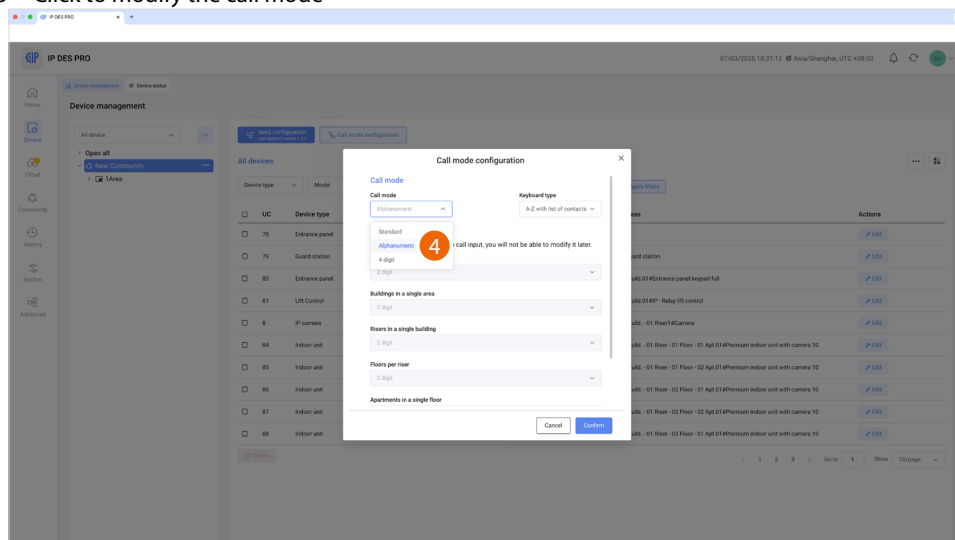 Click to modify the call mode
IP DES PRO × +
IP DES PRO
07/03/2025 16:31:12 @ Asia/Shanghai, UTC +08:00
Device management Device status
Home
Device management
Device
All device
Send configuration
Call mode configuration
Open all
New Community
1Area
Cloud
Community
History
System
Advanced
All devices
Device type Model
Apply filters
UC Device type
Actions
78 Entrance panel Edit
79 Guard station Edit
80 Entrance panel uild.01#Entrance panel keypad full Edit
81 Lift Control uild.01#IP - Relay lift control Edit
8 IP camera uild. - 01 Riser1#Camera Edit
84 Indoor unit uild. - 01 Riser - 01 Floor - 01 Apt.01#Premium indoor unit with camera 10 Edit
85 Indoor unit uild. - 01 Riser - 01 Floor - 02 Apt.01#Premium indoor unit with camera 10 Edit
86 Indoor unit uild. - 01 Riser - 02 Floor - 01 Apt.01#Premium indoor unit with camera 10 Edit
87 Indoor unit uild. - 01 Riser - 02 Floor - 02 Apt.01#Premium indoor unit with camera 10 Edit
88 Indoor unit uild. - 01 Riser - 03 Floor - 01 Apt.01#Premium indoor unit with camera 10 Edit
Delete
1 2 3 Go to 1 Show 10/page
Call mode configuration
Call mode
Call mode Keyboard type
Alphanumeric A-Z with list of contacts
Standard
Alphanumeric
4 digit
4
call input, you will not be able to modify it later.
2 digit
Buildings in a single area
2 digit
Risers in a single building
2 digit
Floors per riser
2 digit
Apartments in a single floor
Cancel Confirm